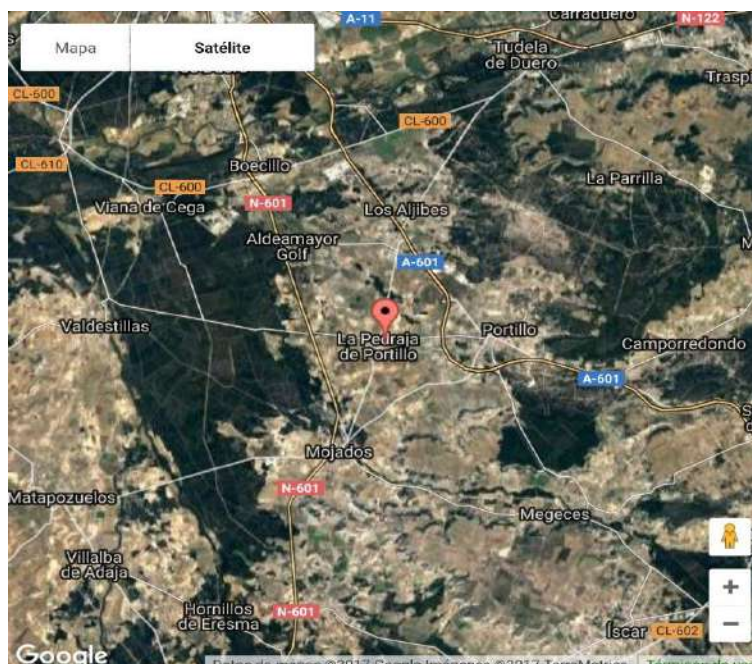 Carraduero
A-11
N-122
Mapa
Satélite
Tudela
de Duero
de Duero
CL-600
CL-600
CL-610
Boecillo
La Parrilla
CL-600
Viana de Cega
N-601
Los Aljibes
Aldeamayor
Golf
A-601
Valdestillas
La Pedraja
de Portillo
Portillo
Camporredondo
A-601
Mojados
N-601
Matapozuelos
Megeces
Villalba
de Adaja
Hornillos
de Eresma
N-601
+
Íscar
CL-602
−
Google